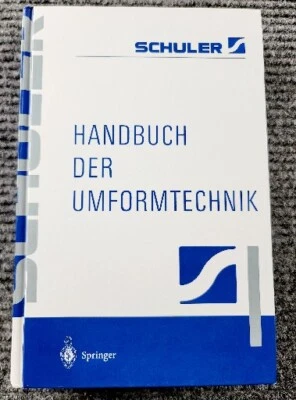 SCHULER
SCHULER
HANDBUCH
DER
UMFORMTECHNIK
Springer